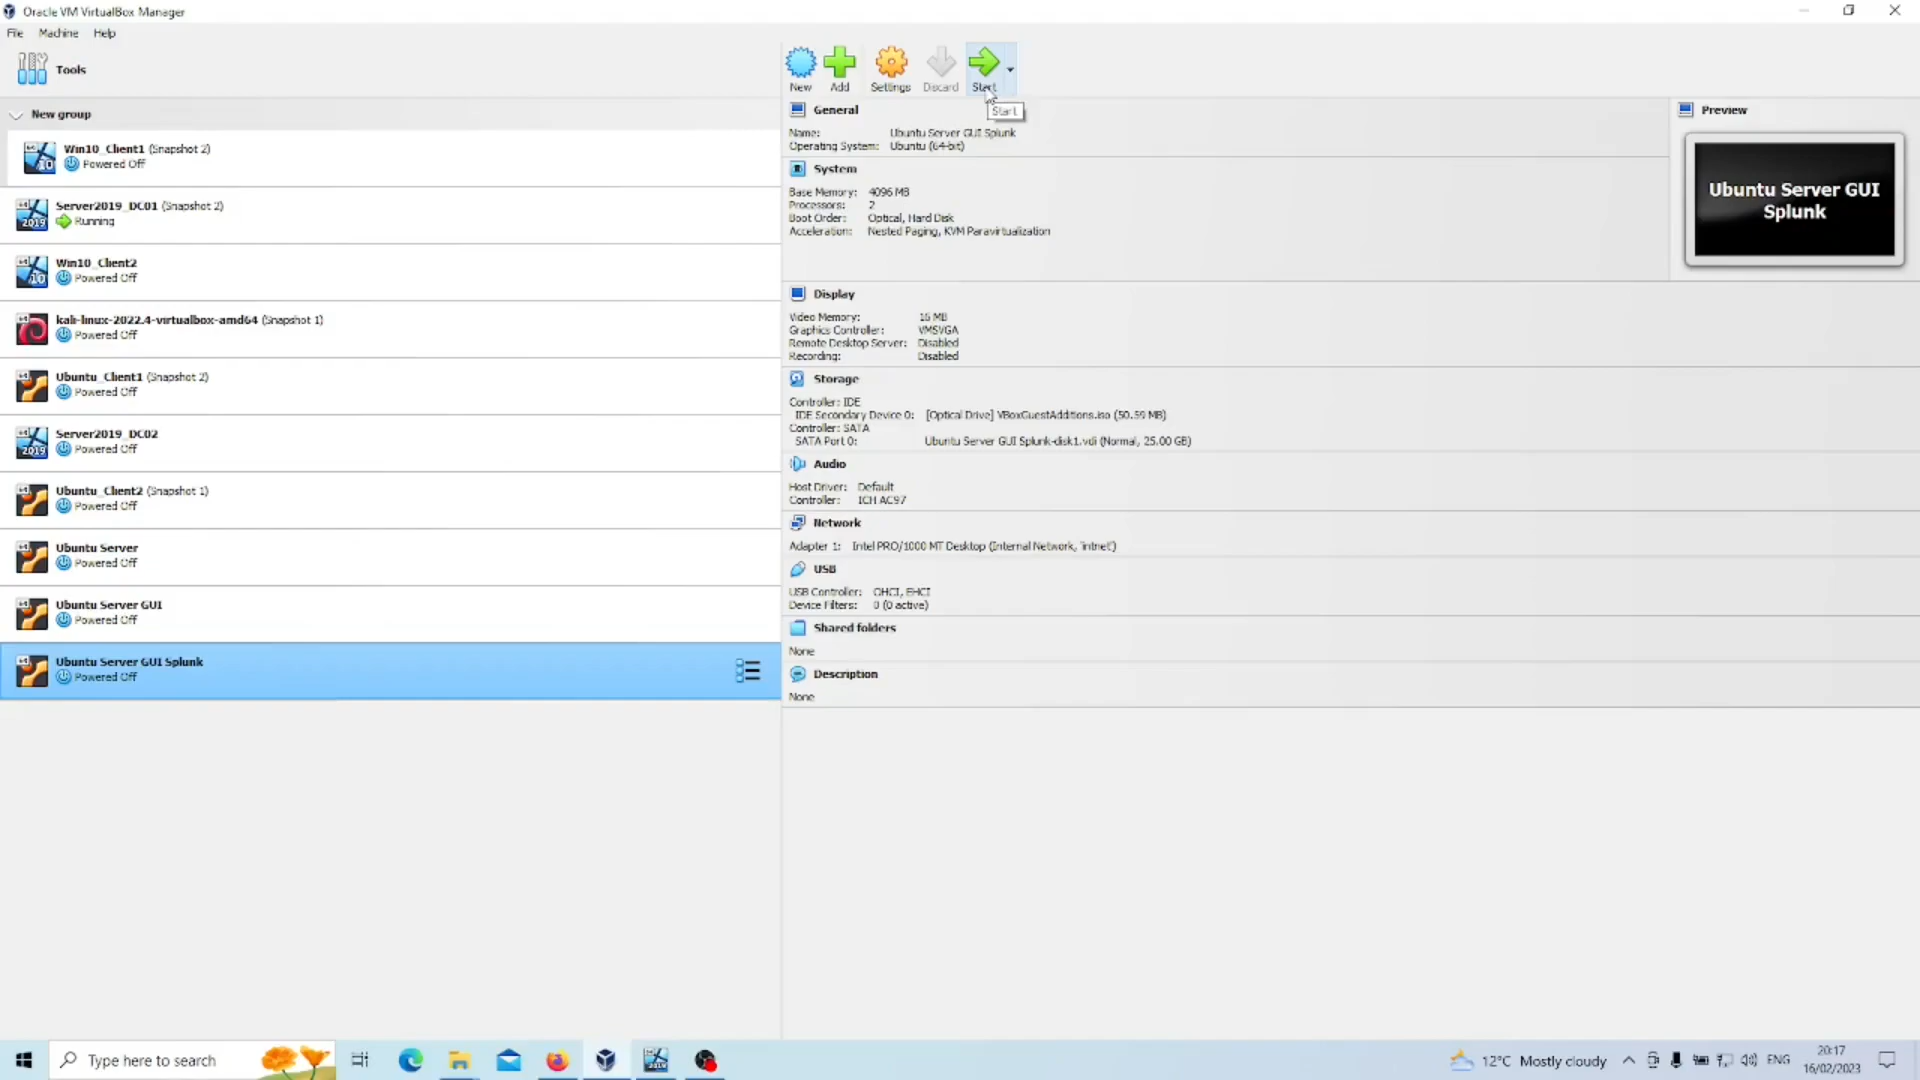 Oracle VM VirtualBox Manager
File Machine Help
Tools
New Add Settings Discard Start
Start
New group
Win10_Client1 (Snapshot 2)
Powered Off
Server2019_DC01 (Snapshot 2)
Running
Win10_Client2
Powered Off
kali-linux-2022.4-virtualbox-amd64 (Snapshot 1)
Powered Off
Ubuntu_Client1 (Snapshot 2)
Powered Off
Server2019_DC02
Powered Off
Ubuntu_Client2 (Snapshot 1)
Powered Off
Ubuntu Server
Powered Off
Ubuntu Server GUI
Powered Off
Ubuntu Server GUI Splunk
Powered Off
General
Name: Ubuntu Server GUI Splunk
Operating System: Ubuntu (64-bit)
System
Base Memory: 4096 MB
Processors: 2
Boot Order: Optical, Hard Disk
Acceleration: Nested Paging, KVM Paravirtualization
Preview
Ubuntu Server GUI
Splunk
Display
Video Memory: 16 MB
Graphics Controller: VMSVGA
Remote Desktop Server: Disabled
Recording: Disabled
Storage
Controller: IDE
IDE Secondary Device 0: [Optical Drive] VBoxGuestAdditions.iso (50.59 MB)
Controller: SATA
SATA Port 0: Ubuntu Server GUI Splunk-disk1.vdi (Normal, 25.00 GB)
Audio
Host Driver: Default
Controller: ICH AC97
Network
Adapter 1: Intel PRO/1000 MT Desktop (Internal Network, 'intnet')
USB
USB Controller: OHCI, EHCI
Device Filters: 0 (0 active)
Shared folders
None
Description
None
Type here to search
12°C Mostly cloudy
ENG
20:17
16/02/2023